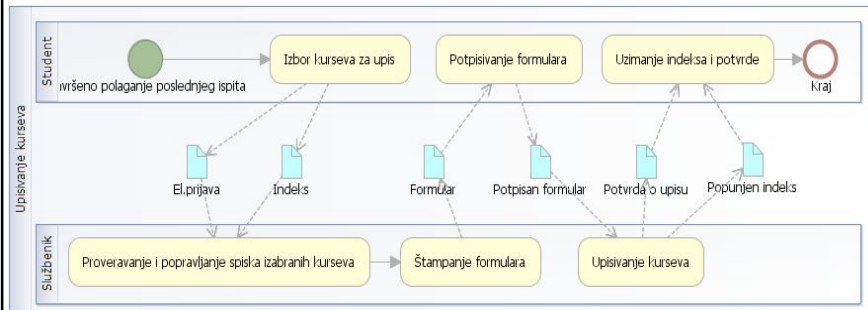 Upisivanje kurseva
Student
Izbor kurseva za upis
Potpisivanje formulara
Uzimanje indeksa i potvrde
vršeno polaganje poslednjeg ispita
Kraj
El.prijava
Indeks
Formular
Potpisan formular
Potvrda o upisu
Popunjen indeks
Službenik
Proveravanje i popravljanje spiska izabranih kurseva
Štampanje formulara
Upisivanje kurseva